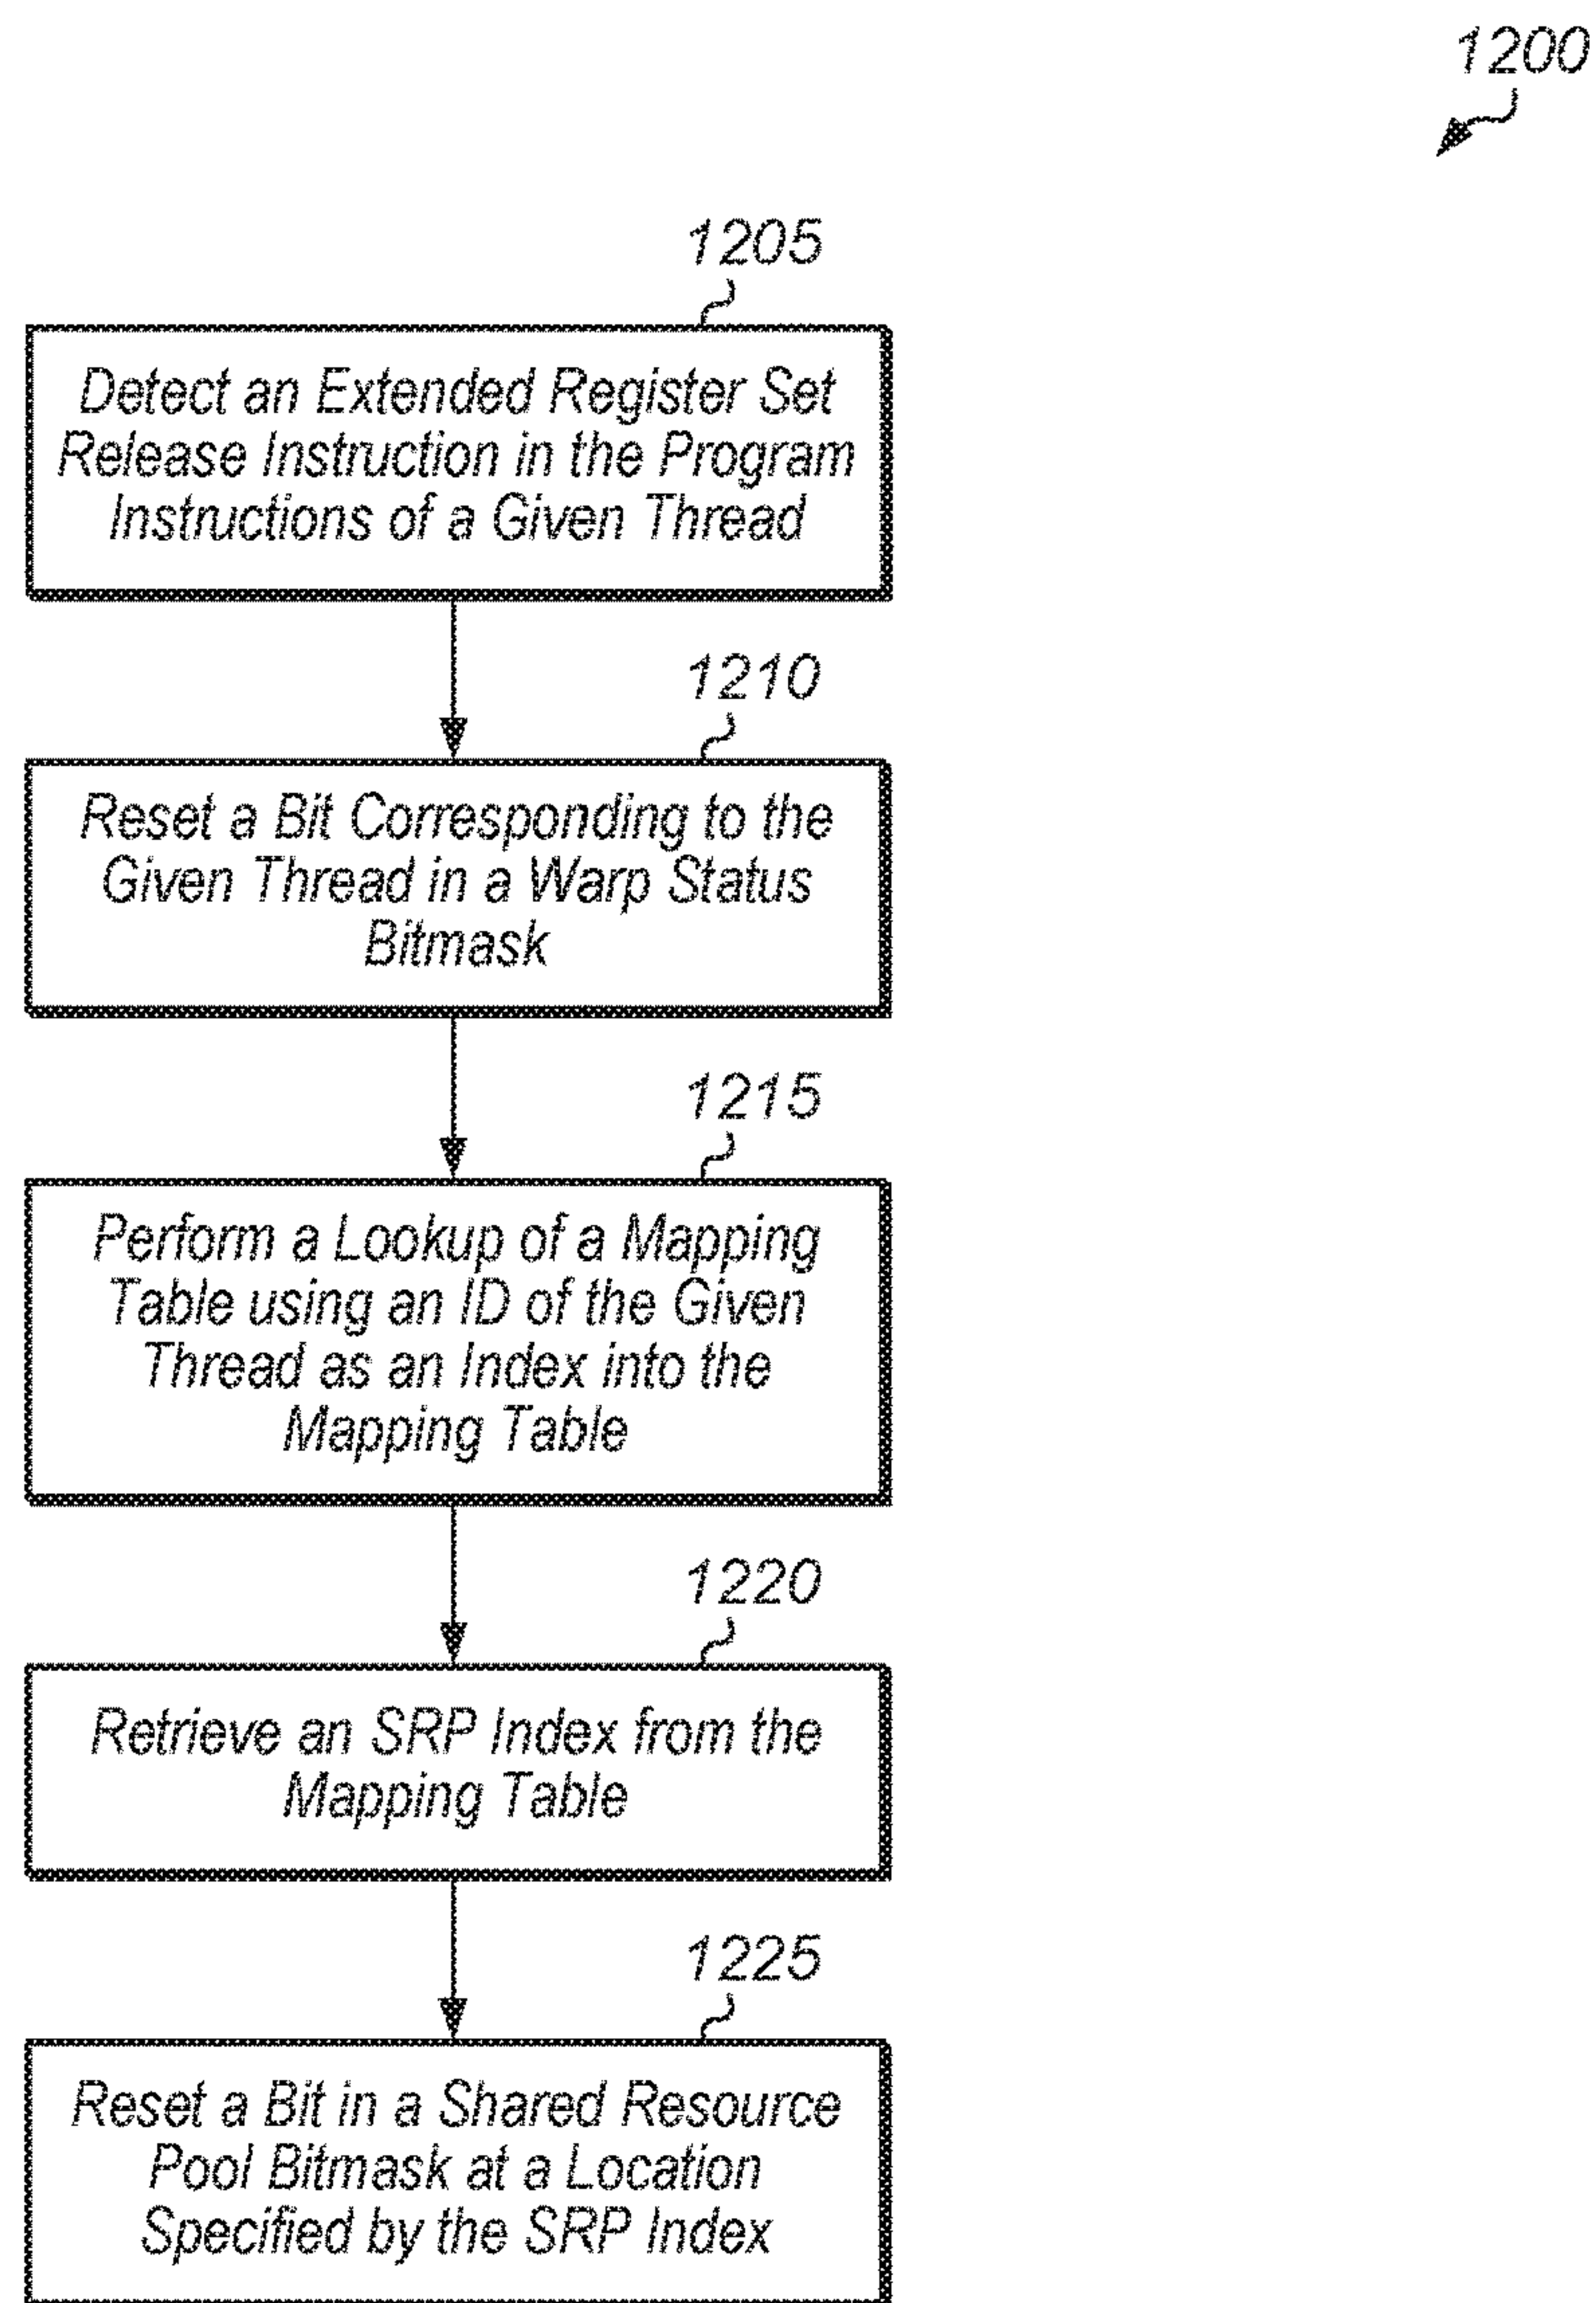 1200
1205
Detect an Extended Register Set
Release Instruction in the Program
Instructions of a Given Thread
1210
Reset a Bit Corresponding to the
Given Thread in a Warp Status
Bitmask
1215
Perform a Lookup of a Mapping
Table using an ID of the Given
Thread as an Index into the
Mapping Table
1220
Retrieve an SRP Index from the
Mapping Table
1225
Reset a Bit in a Shared Resource
Pool Bitmask at a Location
Specified by the SRP Index